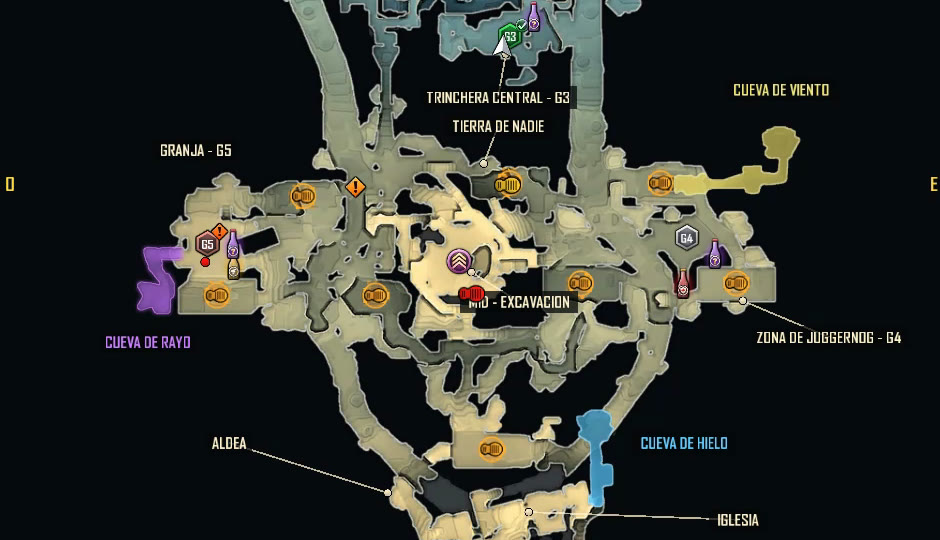 G3
CUEVA DE VIENTO
TRINCHERA CENTRAL - G3
TIERRA DE NADIE
GRANJA - G5
O
E
G5
G4
MID - EXCAVACION
ZONA DE JUGGERNOG - G4
CUEVA DE RAYO
ALDEA
CUEVA DE HIELO
IGLESIA